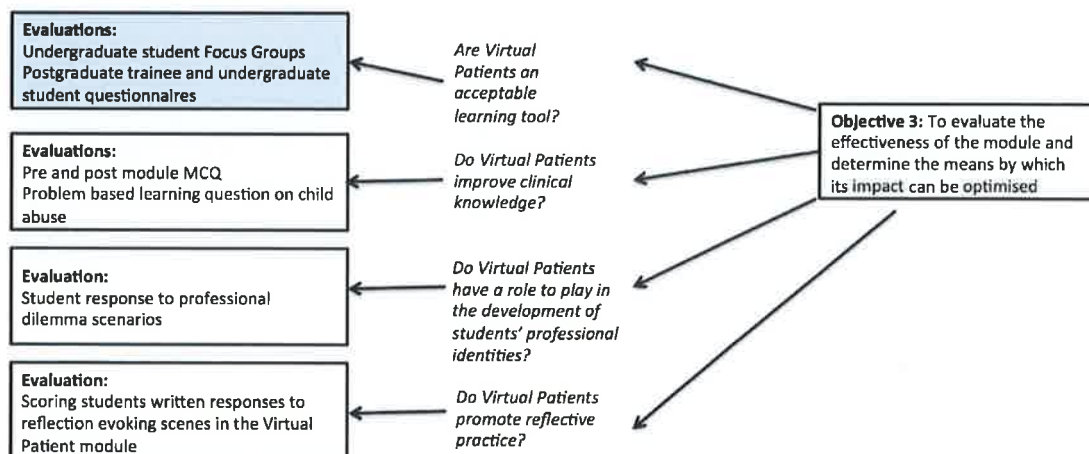 Evaluations:
Undergraduate student Focus Groups
Postgraduate trainee and undergraduate
student questionnaires
Are Virtual
Patients an
acceptable
learning tool?
Objective 3: To evaluate the
effectiveness of the module and
determine the means by which
its impact can be optimised
Evaluations:
Pre and post module MCQ
Problem based learning question on child
abuse
Do Virtual Patients
improve clinical
knowledge?
Evaluation:
Student response to professional
dilemma scenarios
Do Virtual Patients
have a role to play in
the development of
students' professional
identities?
Evaluation:
Scoring students written responses to
reflection evoking scenes in the Virtual
Patient module
Do Virtual Patients
promote reflective
practice?